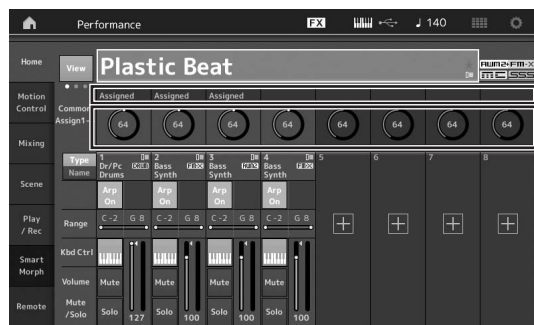 Performance FX ♩ 140
Home View Plastic Beat AWM2+FM-X
MC SSS
Motion Control Common Assign1- Assigned Assigned Assigned
64 64 64 64 64 64 64 64
Mixing
Type 1 2 3 4 5 6 7 8
Name Dr/Pc Drums Bass Synth Bass Synth Bass Synth
Scene Arp On Arp On Arp On Arp On
Play / Rec Range C -2 G 8 C -2 G 8 C -2 G 8 C -2 G 8
Smart Morph Kbd Ctrl
Volume Mute Mute Mute Mute
Remote Mute /Solo Solo 127 Solo 100 Solo 100 Solo 100